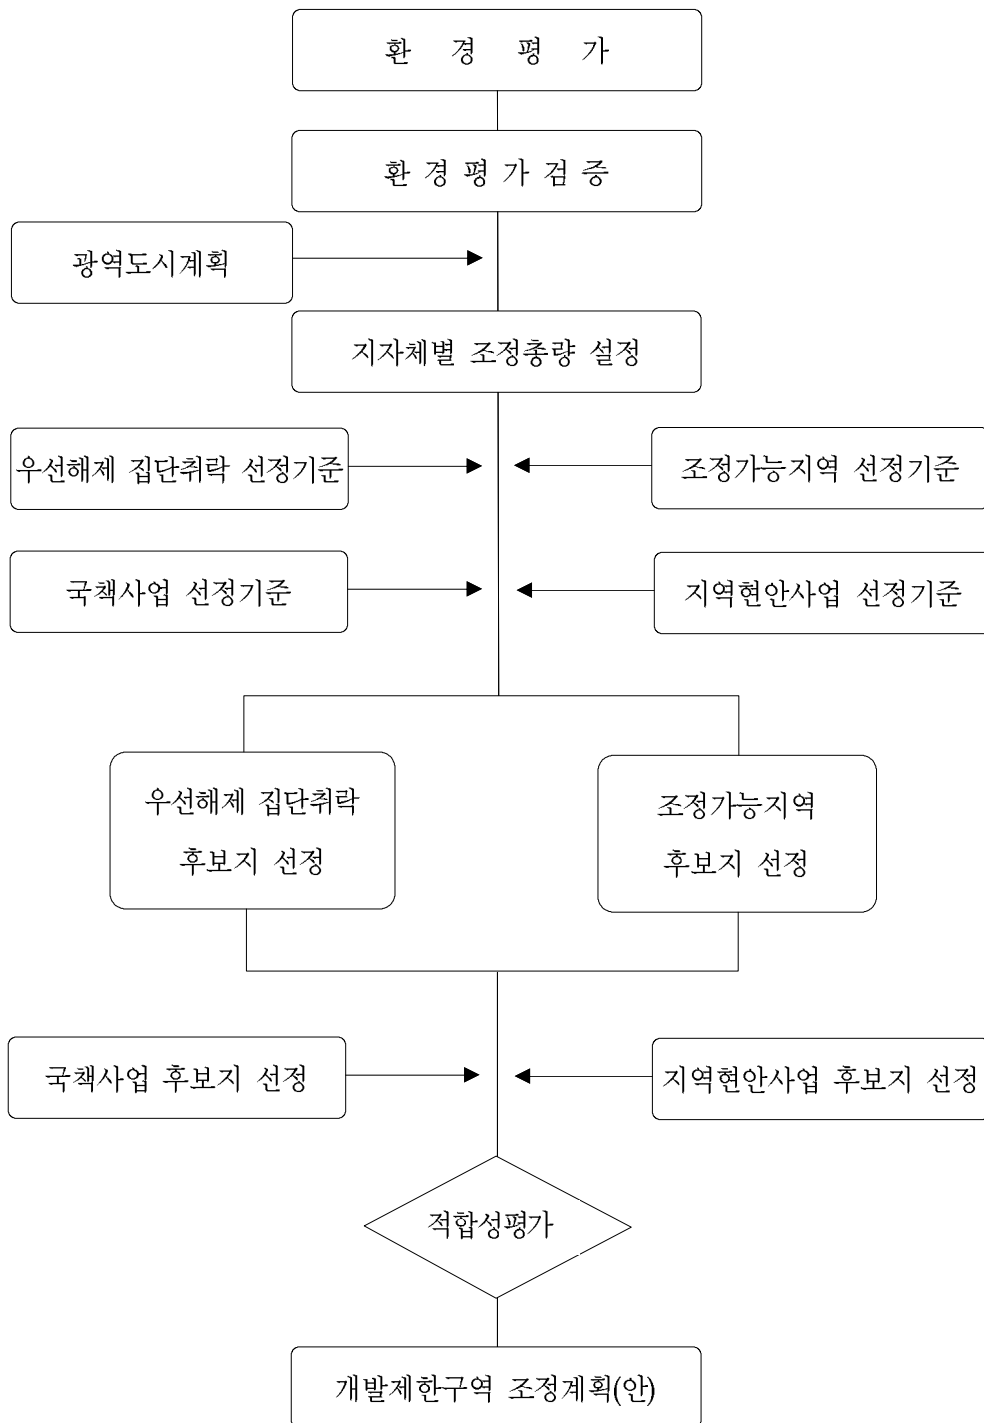 환 경 평 가
환 경 평 가 검 증
광역도시계획
지자체별 조정총량 설정
우선해제 집단취락 선정기준
조정가능지역 선정기준
국책사업 선정기준
지역현안사업 선정기준
우선해제 집단취락
후보지 선정
조정가능지역
후보지 선정
국책사업 후보지 선정
지역현안사업 후보지 선정
적합성평가
개발제한구역 조정계획(안)